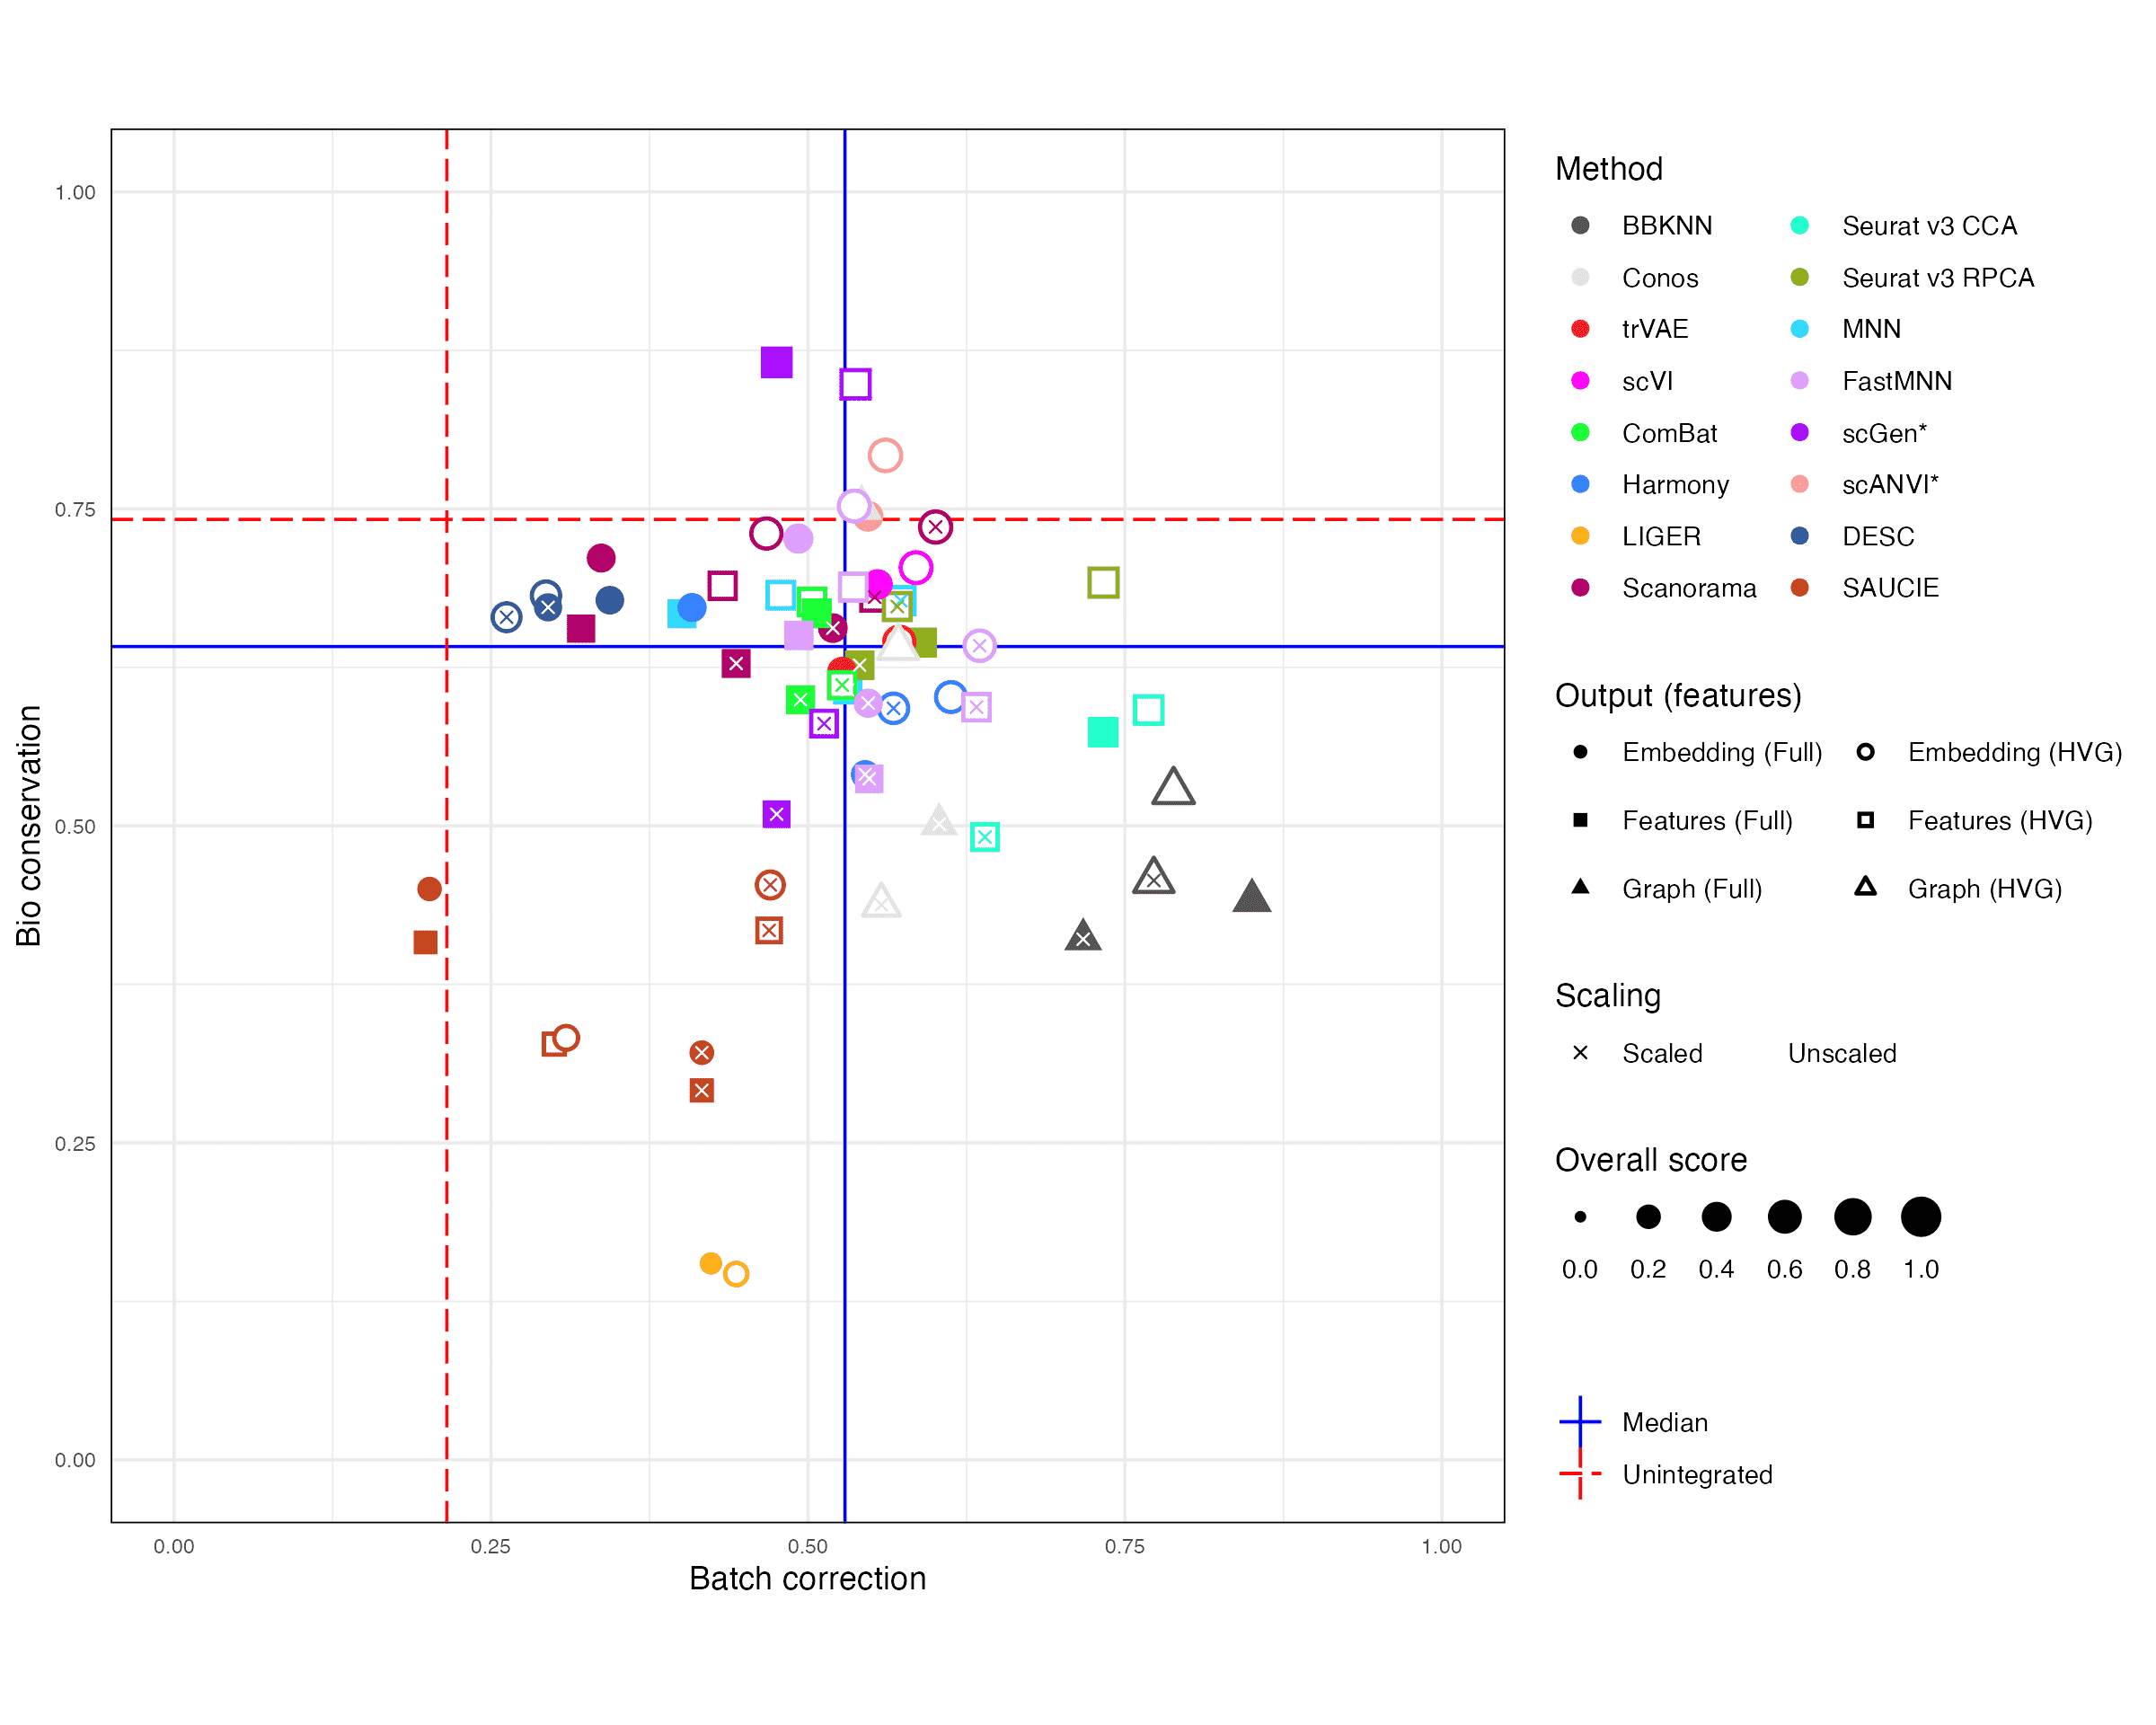 Bio conservation
1.00
0.75
0.50
0.25
0.00
0.00 0.25 0.50 0.75 1.00
Batch correction
Method
BBKNN Seurat v3 CCA
Conos Seurat v3 RPCA
trVAE MNN
scVI FastMNN
ComBat scGen*
Harmony scANVI*
LIGER DESC
Scanorama SAUCIE
Output (features)
Embedding (Full) Embedding (HVG)
Features (Full) Features (HVG)
Graph (Full) Graph (HVG)
Scaling
Scaled Unscaled
Overall score
0.0 0.2 0.4 0.6 0.8 1.0
Median
Unintegrated